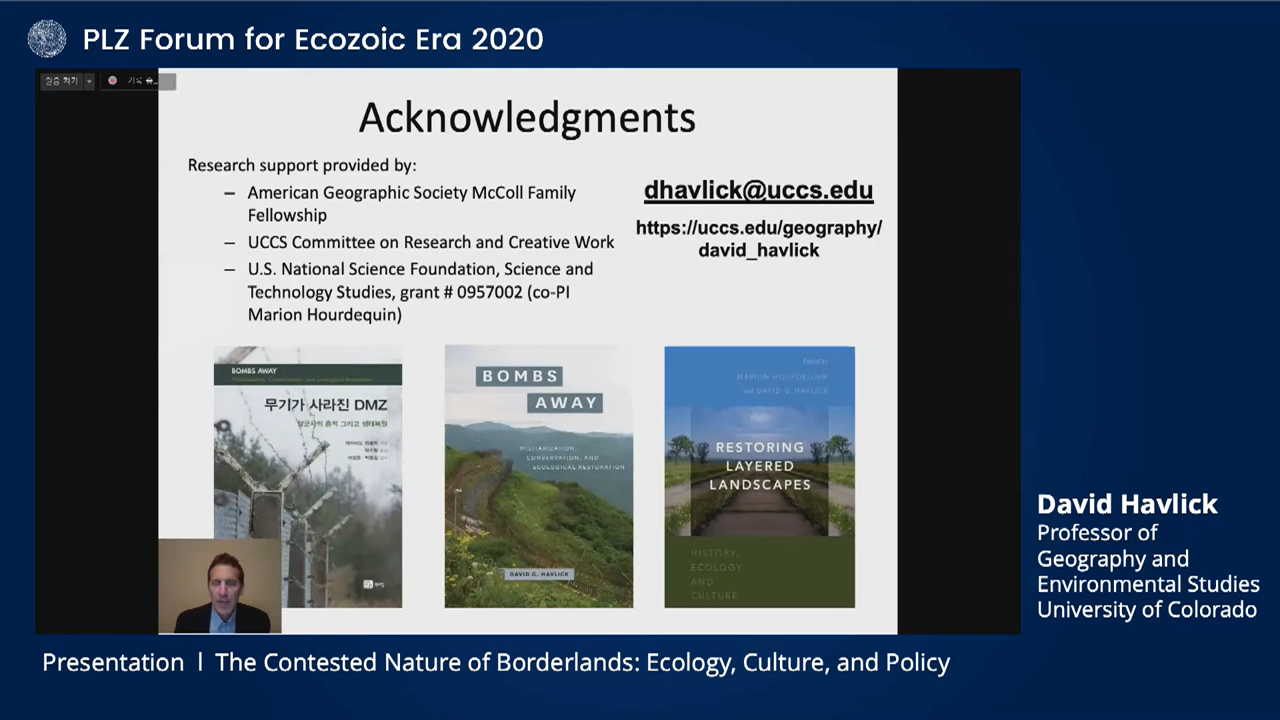 PLZ Forum for Ecozoic Era 2020
Acknowledgments
Research support provided by:
– American Geographic Society McColl Family
Fellowship
– UCCS Committee on Research and Creative Work
– U.S. National Science Foundation, Science and
Technology Studies, grant # 0957002 (co-PI
Marion Hourdequin)
dhavlick@uccs.edu
https://uccs.edu/geography/
david_havlick
BOMBS AWAY
무기가 사라진 DMZ
BOMBS
AWAY
MILITARIZATION,
CONSERVATION, AND
ECOLOGICAL RESTORATION
DAVID G. HAVLICK
Edited by
MARION HOURDEQUIN
and DAVID G. HAVLICK
RESTORING
LAYERED
LANDSCAPES
HISTORY,
ECOLOGY
AND
CULTURE
David Havlick
Professor of
Geography and
Environmental Studies
University of Colorado
Presentation l The Contested Nature of Borderlands: Ecology, Culture, and Policy